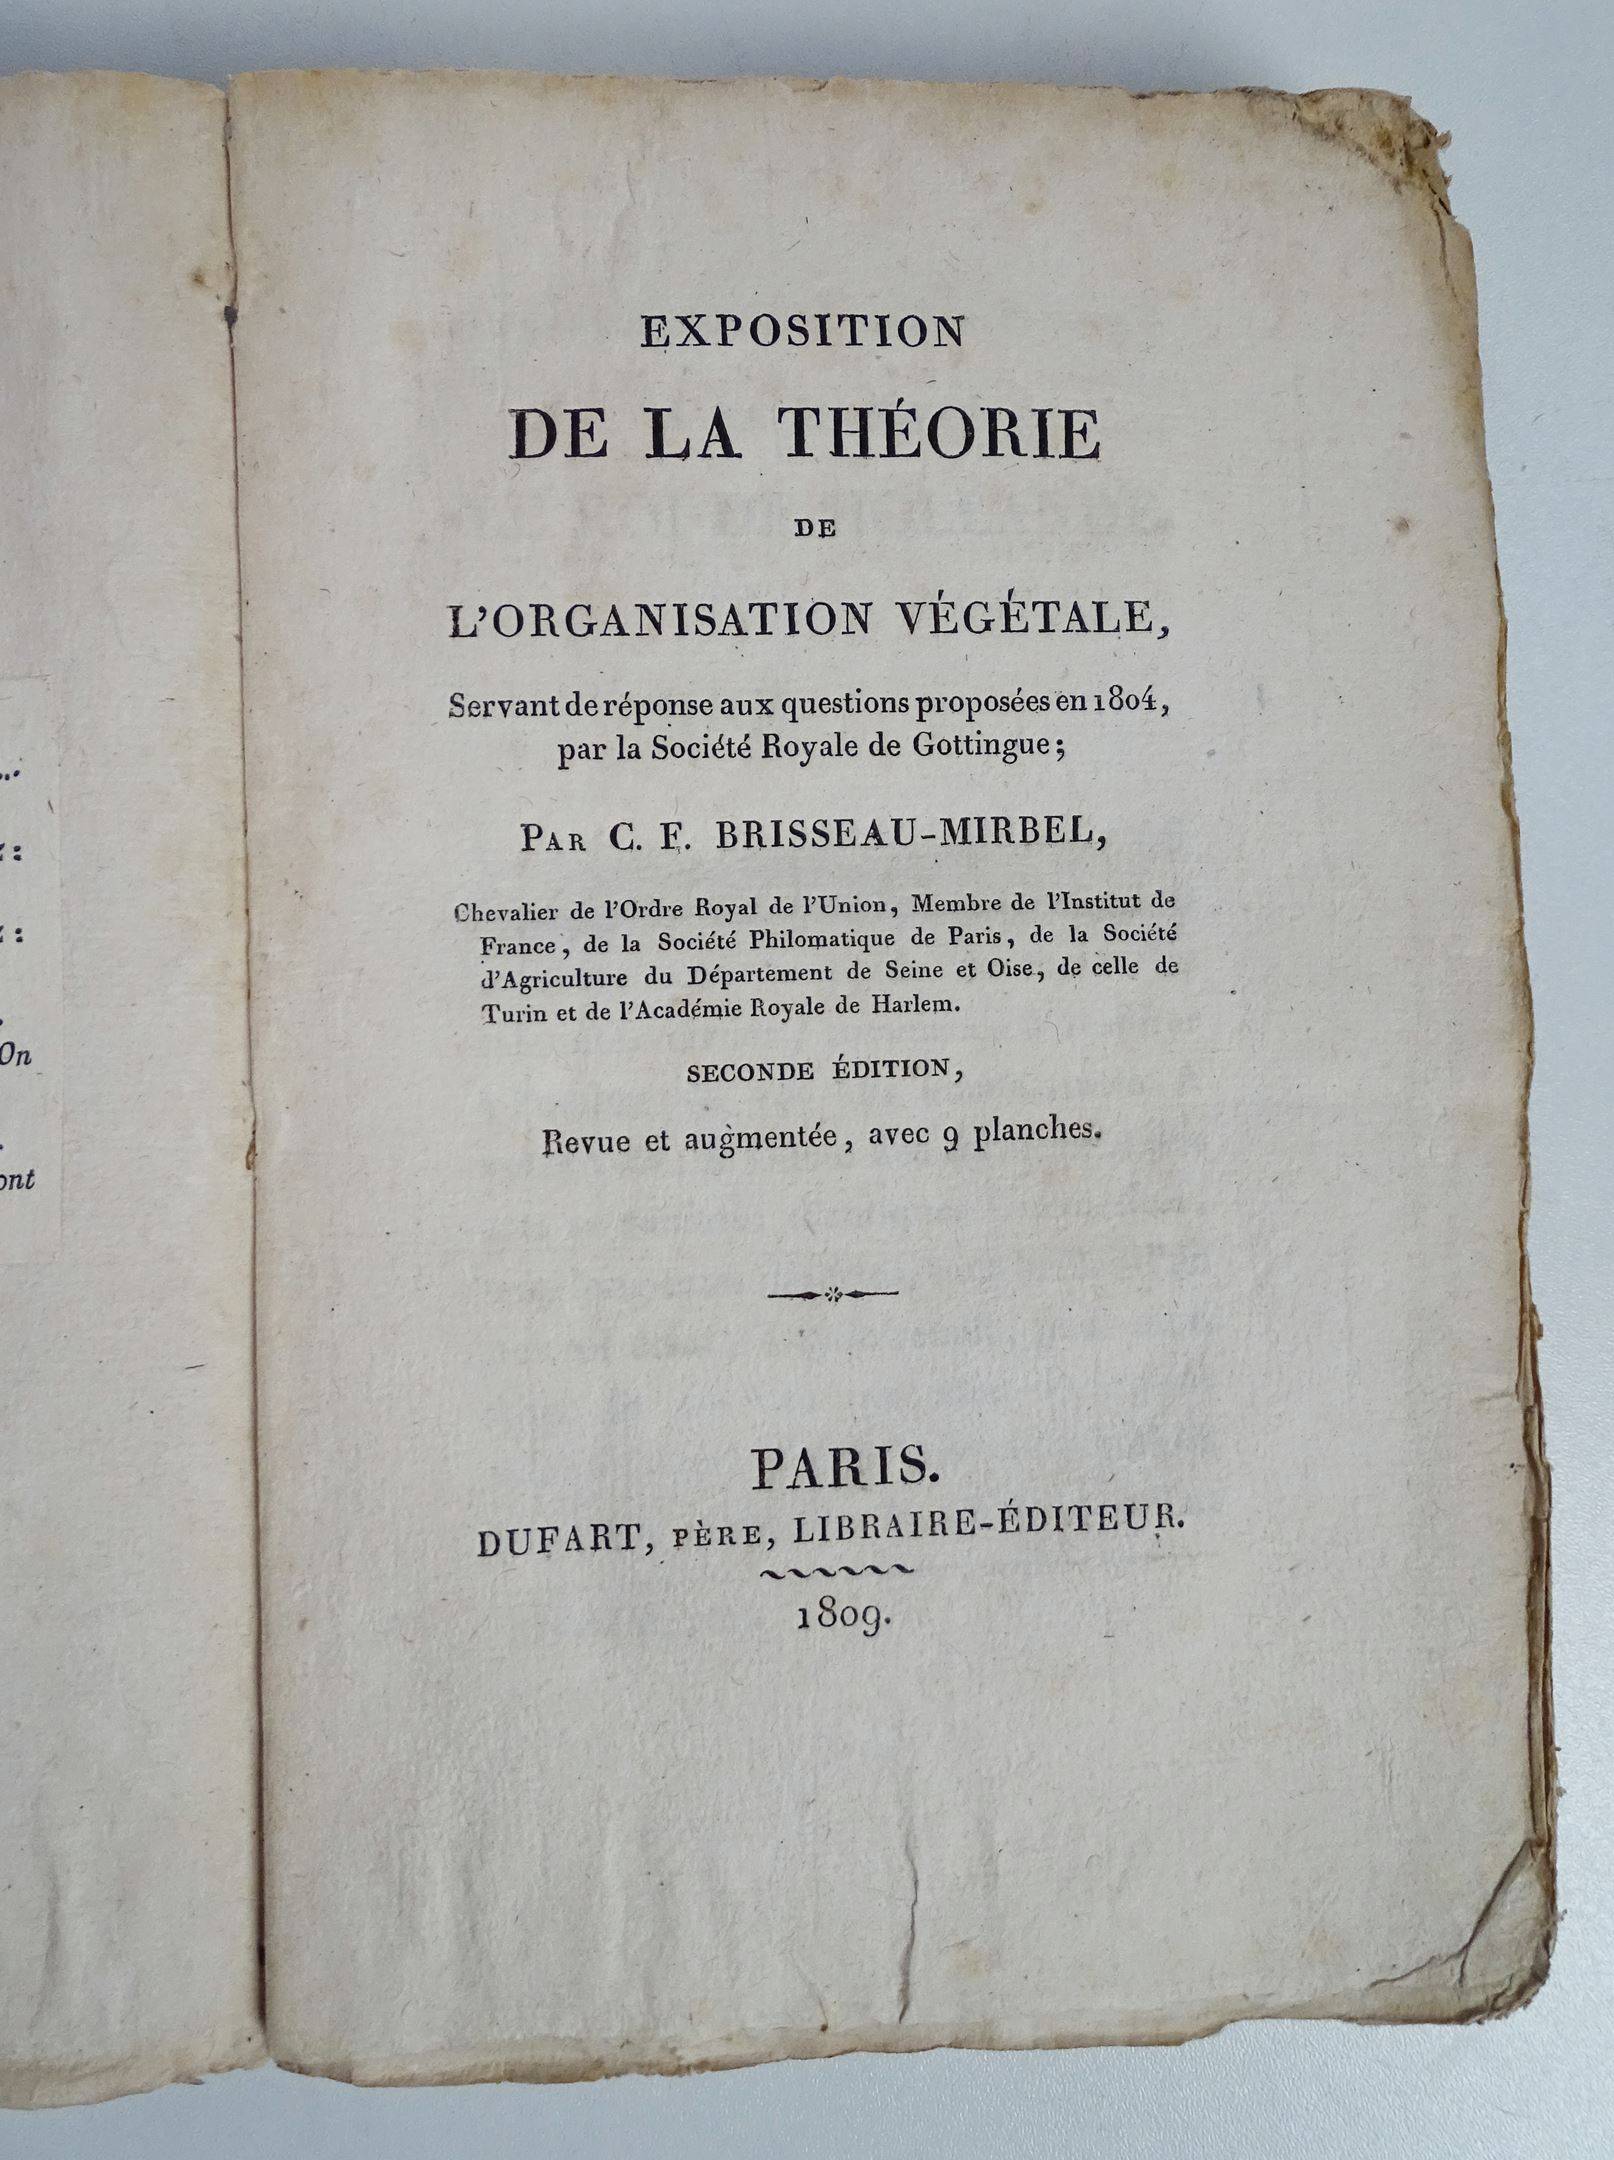 On
ont
EXPOSITION
DE LA THÉORIE
DE
L'ORGANISATION VÉGÉTALE,
Servant de réponse aux questions proposées en 1804,
par la Société Royale de Gottingue;
PAR C. F. BRISSEAU-MIRBEL,
Chevalier de l'Ordre Royal de l'Union, Membre de l'Institut de
France, de la Société Philomatique de Paris, de la Société
d'Agriculture du Département de Seine et Oise, de celle de
Turin et de l'Académie Royale de Harlem.
SECONDE ÉDITION,
Revue et augmentée, avec 9 planches.
PARIS.
DUFART, PÈRE, LIBRAIRE-ÉDITEUR.
1809.